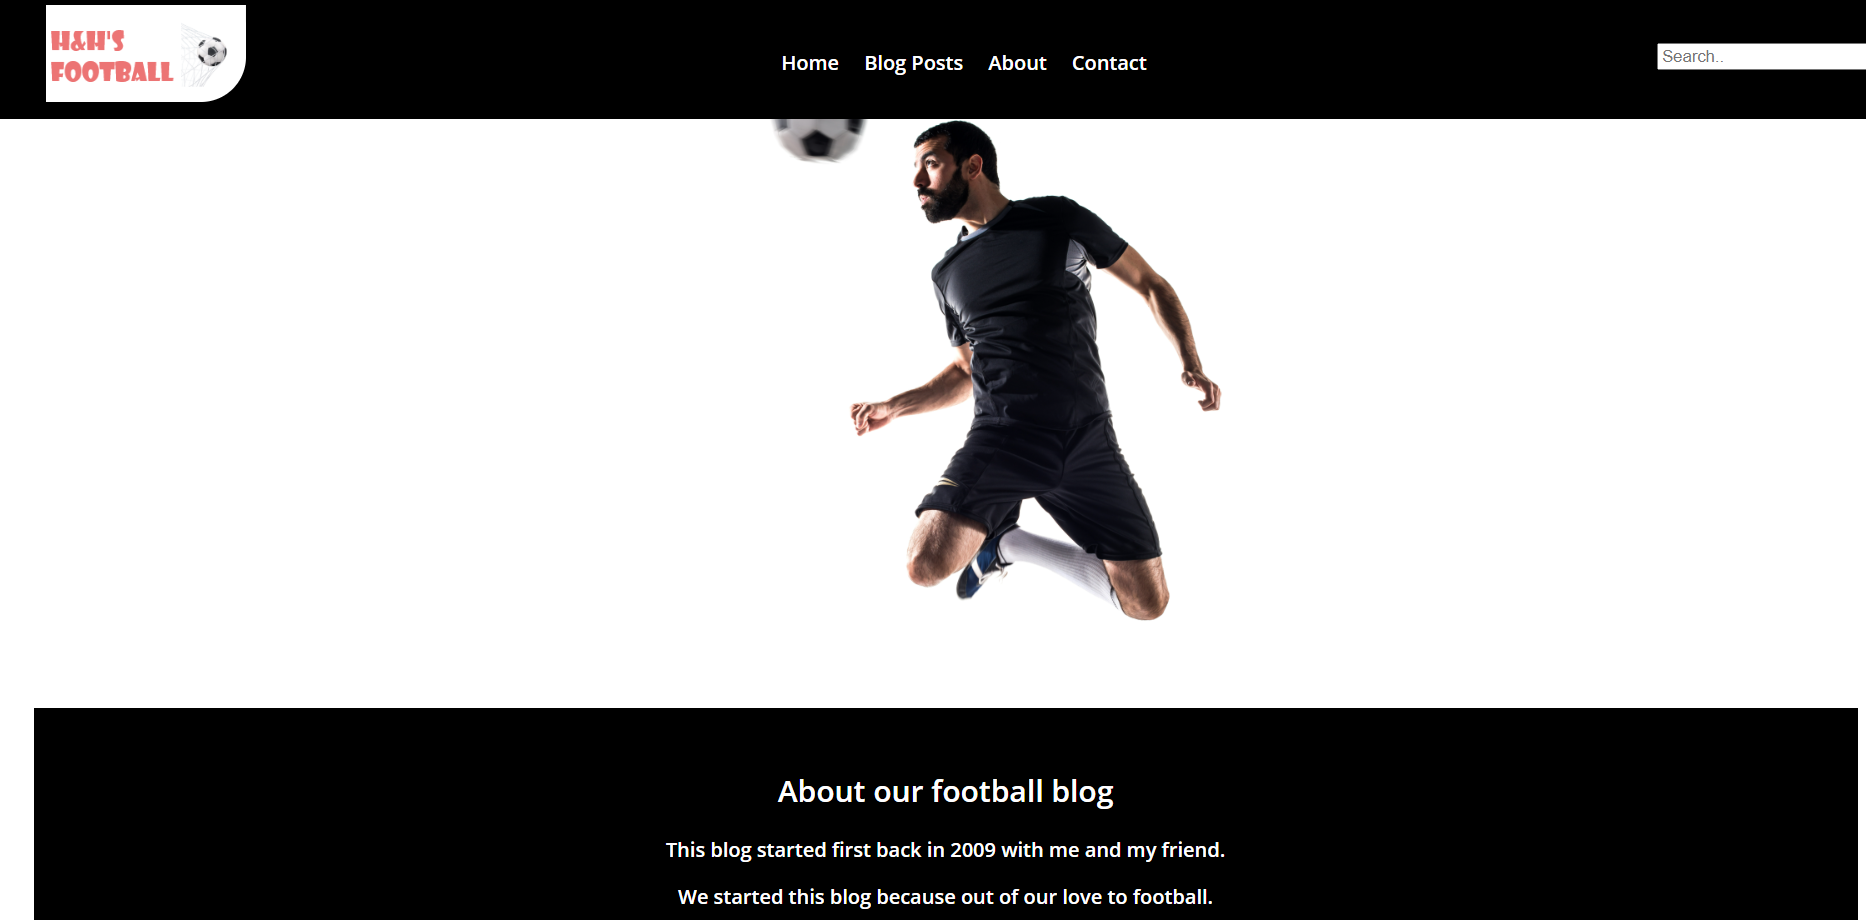 H&H'S
FOOTBALL
Home Blog Posts About Contact
Search..
About our football blog
This blog started first back in 2009 with me and my friend.
We started this blog because out of our love to football.